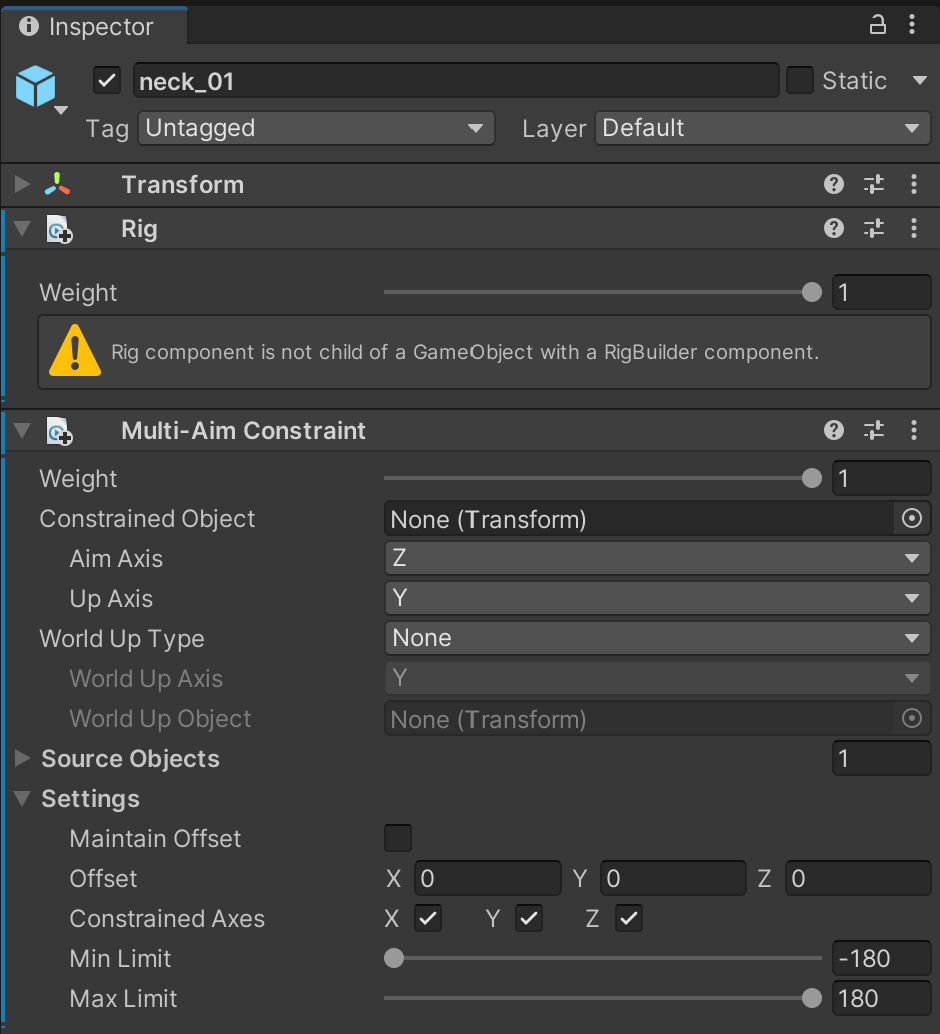 Inspector
neck_01
Static
Tag Untagged Layer Default
Transform
Rig
Weight 1
Rig component is not child of a GameObject with a RigBuilder component.
Multi-Aim Constraint
Weight 1
Constrained Object None (Transform)
Aim Axis Z
Up Axis Y
World Up Type None
World Up Axis Y
World Up Object None (Transform)
Source Objects 1
Settings
Maintain Offset
Offset X 0 Y 0 Z 0
Constrained Axes X Y Z
Min Limit -180
Max Limit 180